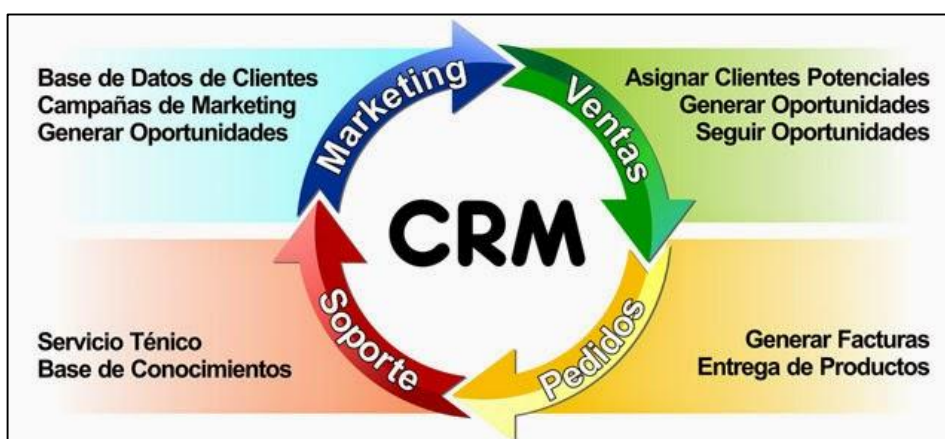 Base de Datos de Clientes
Campañas de Marketing
Generar Oportunidades
Marketing
Ventas
Asignar Clientes Potenciales
Generar Oportunidades
Seguir Oportunidades
CRM
Servicio Ténico
Base de Conocimientos
Soporte
Pedidos
Generar Facturas
Entrega de Productos